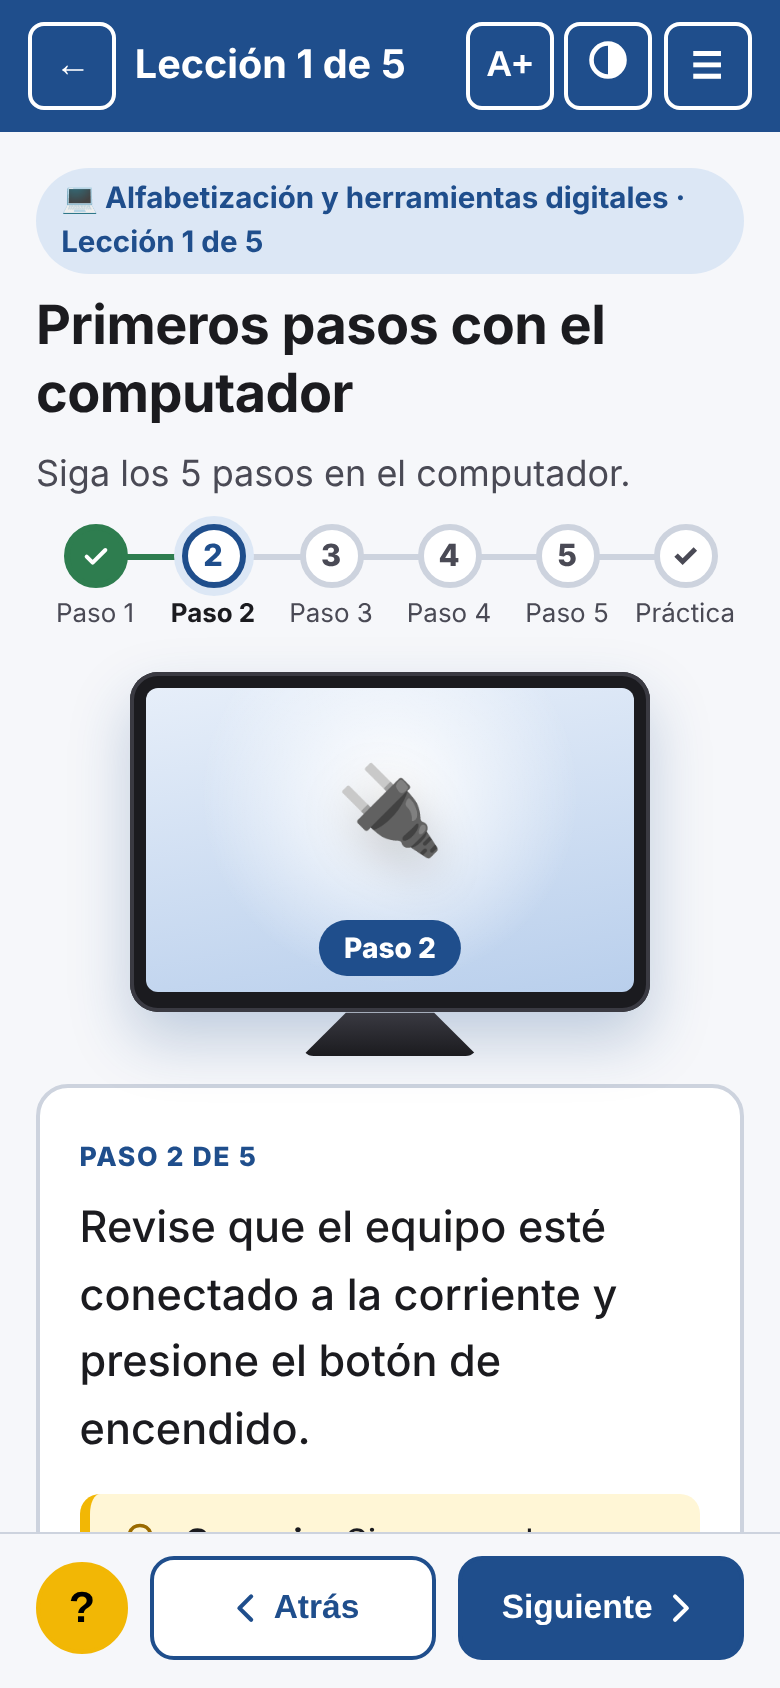 ← Lección 1 de 5 A+ ☰
💻 Alfabetización y herramientas digitales ·
Lección 1 de 5
Primeros pasos con el
computador
Siga los 5 pasos en el computador.
✓ 2 3 4 5 ✓
Paso 1 Paso 2 Paso 3 Paso 4 Paso 5 Práctica
Paso 2
PASO 2 DE 5
Revise que el equipo esté
conectado a la corriente y
presione el botón de
encendido.
? Atrás Siguiente